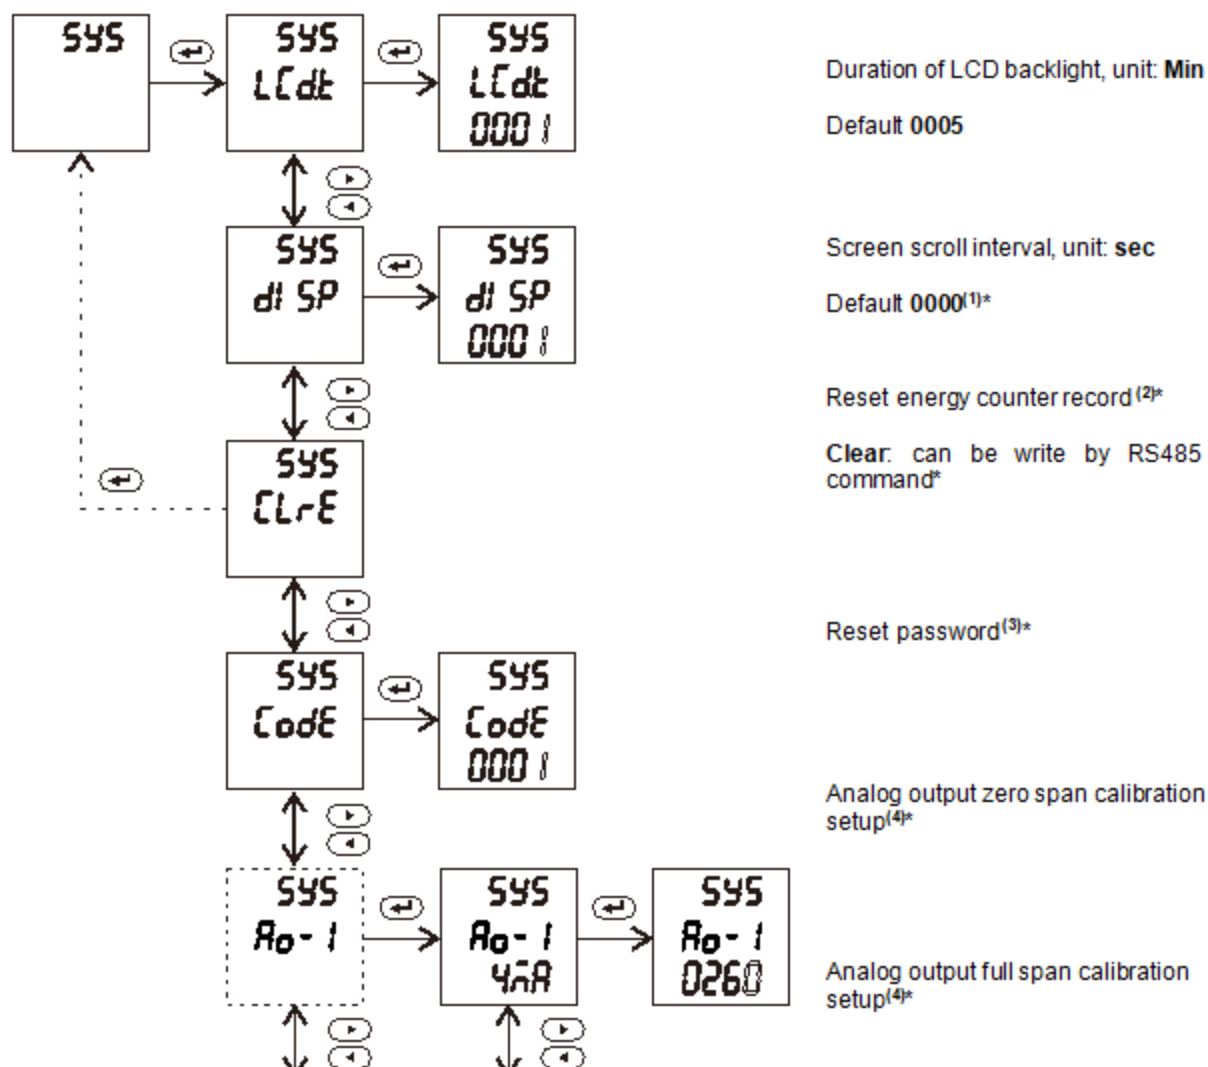 SYS SYS SYS
LCd.t LCd.t
0001
Duration of LCD backlight, unit: Min
Default 0005
SYS SYS
dISP dISP
0001
Screen scroll interval, unit: sec
Default 0000(1)*
Reset energy counter record (2)*
Clear: can be write by RS485
command*
SYS
CLrE
Reset password(3)*
SYS SYS
CodE CodE
0001
Analog output zero span calibration
setup(4)*
SYS SYS SYS
Ao-1 Ao-1 Ao-1
4mA 0260
Analog output full span calibration
setup(4)*